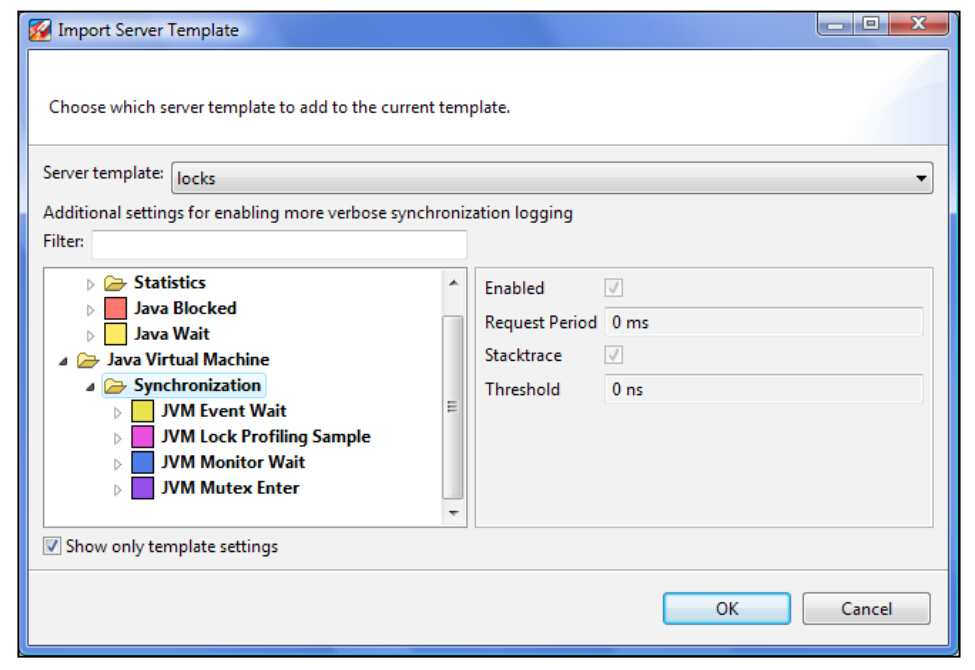 Import Server Template
Choose which server template to add to the current template.
Server template: locks
Additional settings for enabling more verbose synchronization logging
Filter:
Statistics
Java Blocked
Java Wait
Java Virtual Machine
Synchronization
JVM Event Wait
JVM Lock Profiling Sample
JVM Monitor Wait
JVM Mutex Enter
Enabled
Request Period 0 ms
Stacktrace
Threshold 0 ns
Show only template settings
OK Cancel